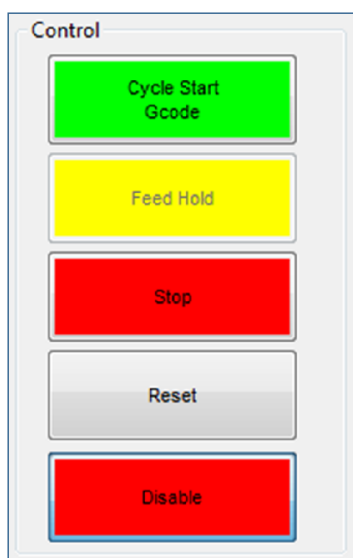 Control
Cycle Start
Gcode
Feed Hold
Stop
Reset
Disable